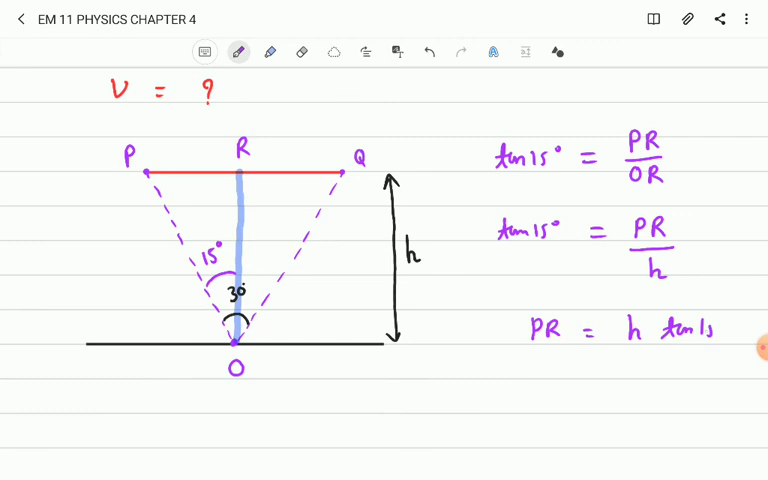 EM 11 PHYSICS CHAPTER 4
V = ?
P R Q
tan15° = PR/OR
15° h
tan15° = PR/h
30°
PR = h tan15
O